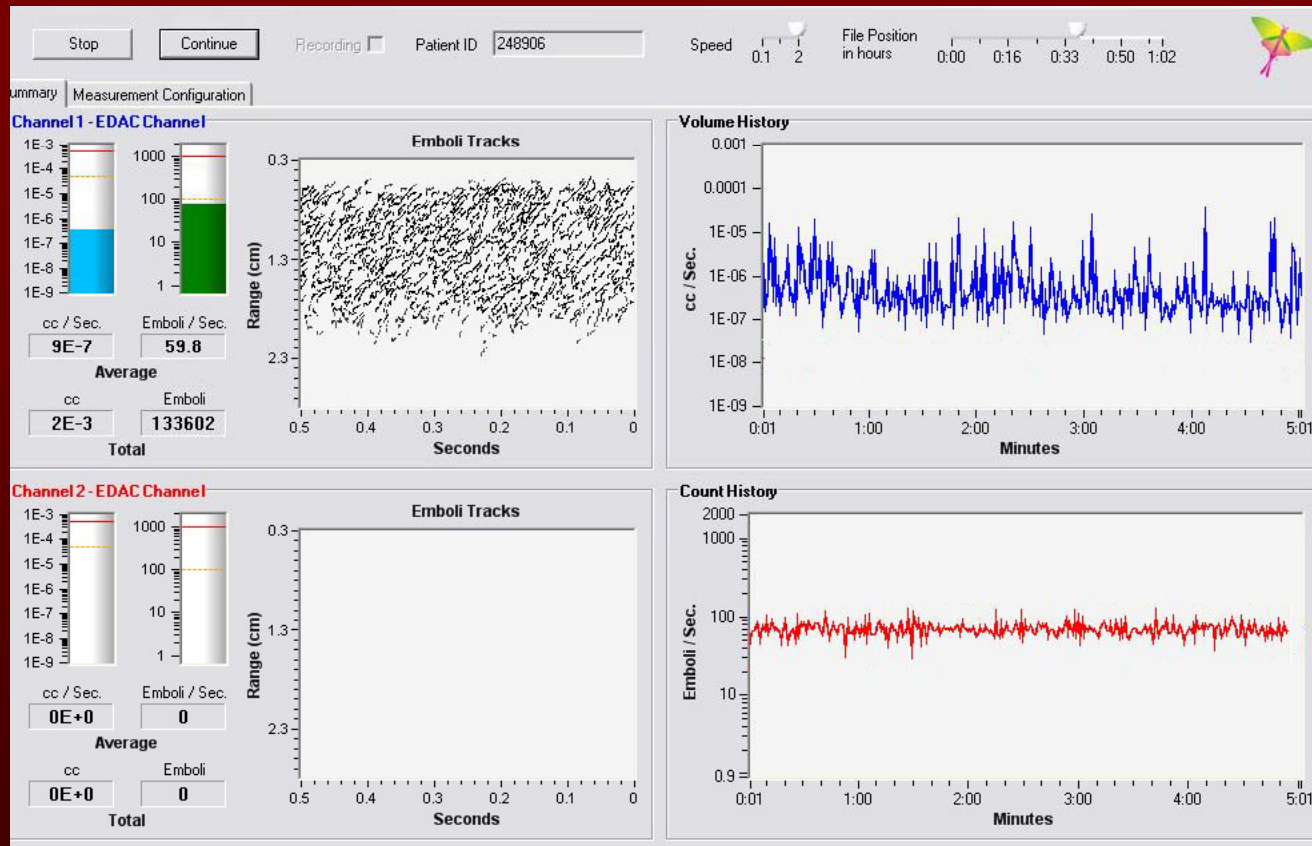 Stop Continue Recording Patient ID 248906 Speed 0.1 2 File Position in hours 0:00 0:16 0:33 0:50 1:02
ummary Measurement Configuration
Channel 1 - EDAC Channel
1E-3
1E-4
1E-5
1E-6
1E-7
1E-8
1E-9
1000
100
10
1
cc / Sec. Emboli / Sec.
9E-7 59.8
Average
cc Emboli
2E-3 133602
Total
Emboli Tracks
Range (cm)
0.3
1.3
2.3
0.5 0.4 0.3 0.2 0.1 0
Seconds
Volume History
cc / Sec.
0.001
0.0001
1E-05
1E-06
1E-07
1E-08
1E-09
0:01 1:00 2:00 3:00 4:00 5:01
Minutes
Channel 2 - EDAC Channel
1E-3
1E-4
1E-5
1E-6
1E-7
1E-8
1E-9
1000
100
10
1
cc / Sec. Emboli / Sec.
0E+0 0
Average
cc Emboli
0E+0 0
Total
Emboli Tracks
Range (cm)
0.3
1.3
2.3
0.5 0.4 0.3 0.2 0.1 0
Seconds
Count History
Emboli / Sec.
2000
1000
100
10
0.9
0:01 1:00 2:00 3:00 4:00 5:01
Minutes